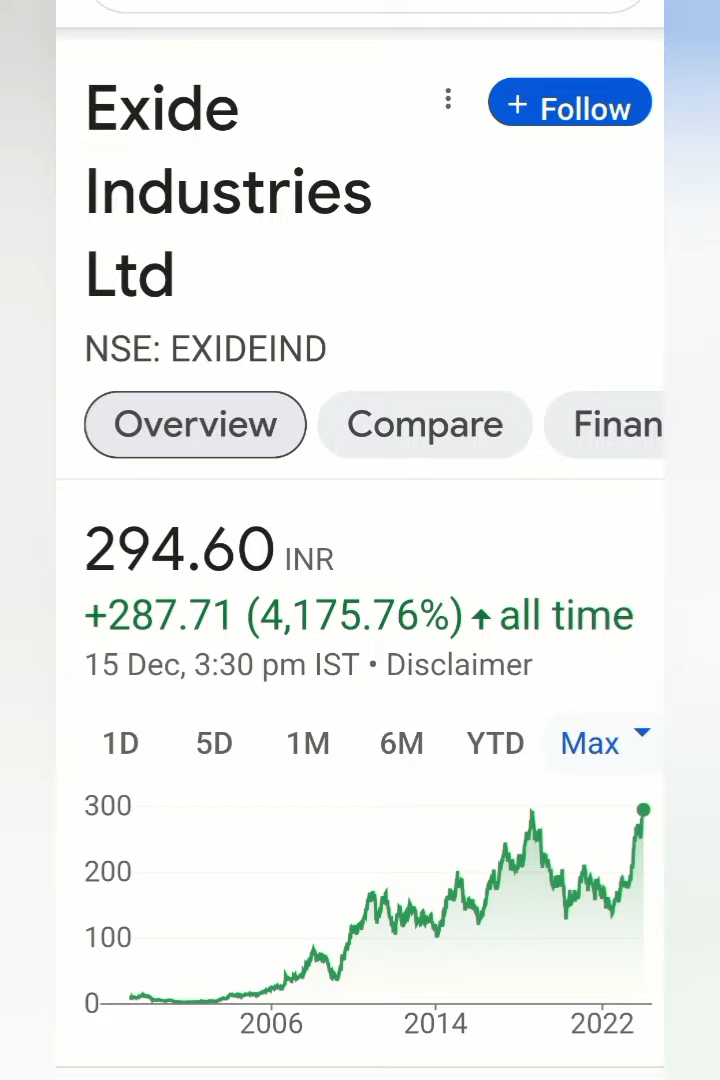 Exide
Industries
Ltd
+ Follow
NSE: EXIDEIND
Overview Compare Finan
294.60 INR
+287.71 (4,175.76%) ↑ all time
15 Dec, 3:30 pm IST • Disclaimer
1D 5D 1M 6M YTD Max
300
200
100
0
2006 2014 2022